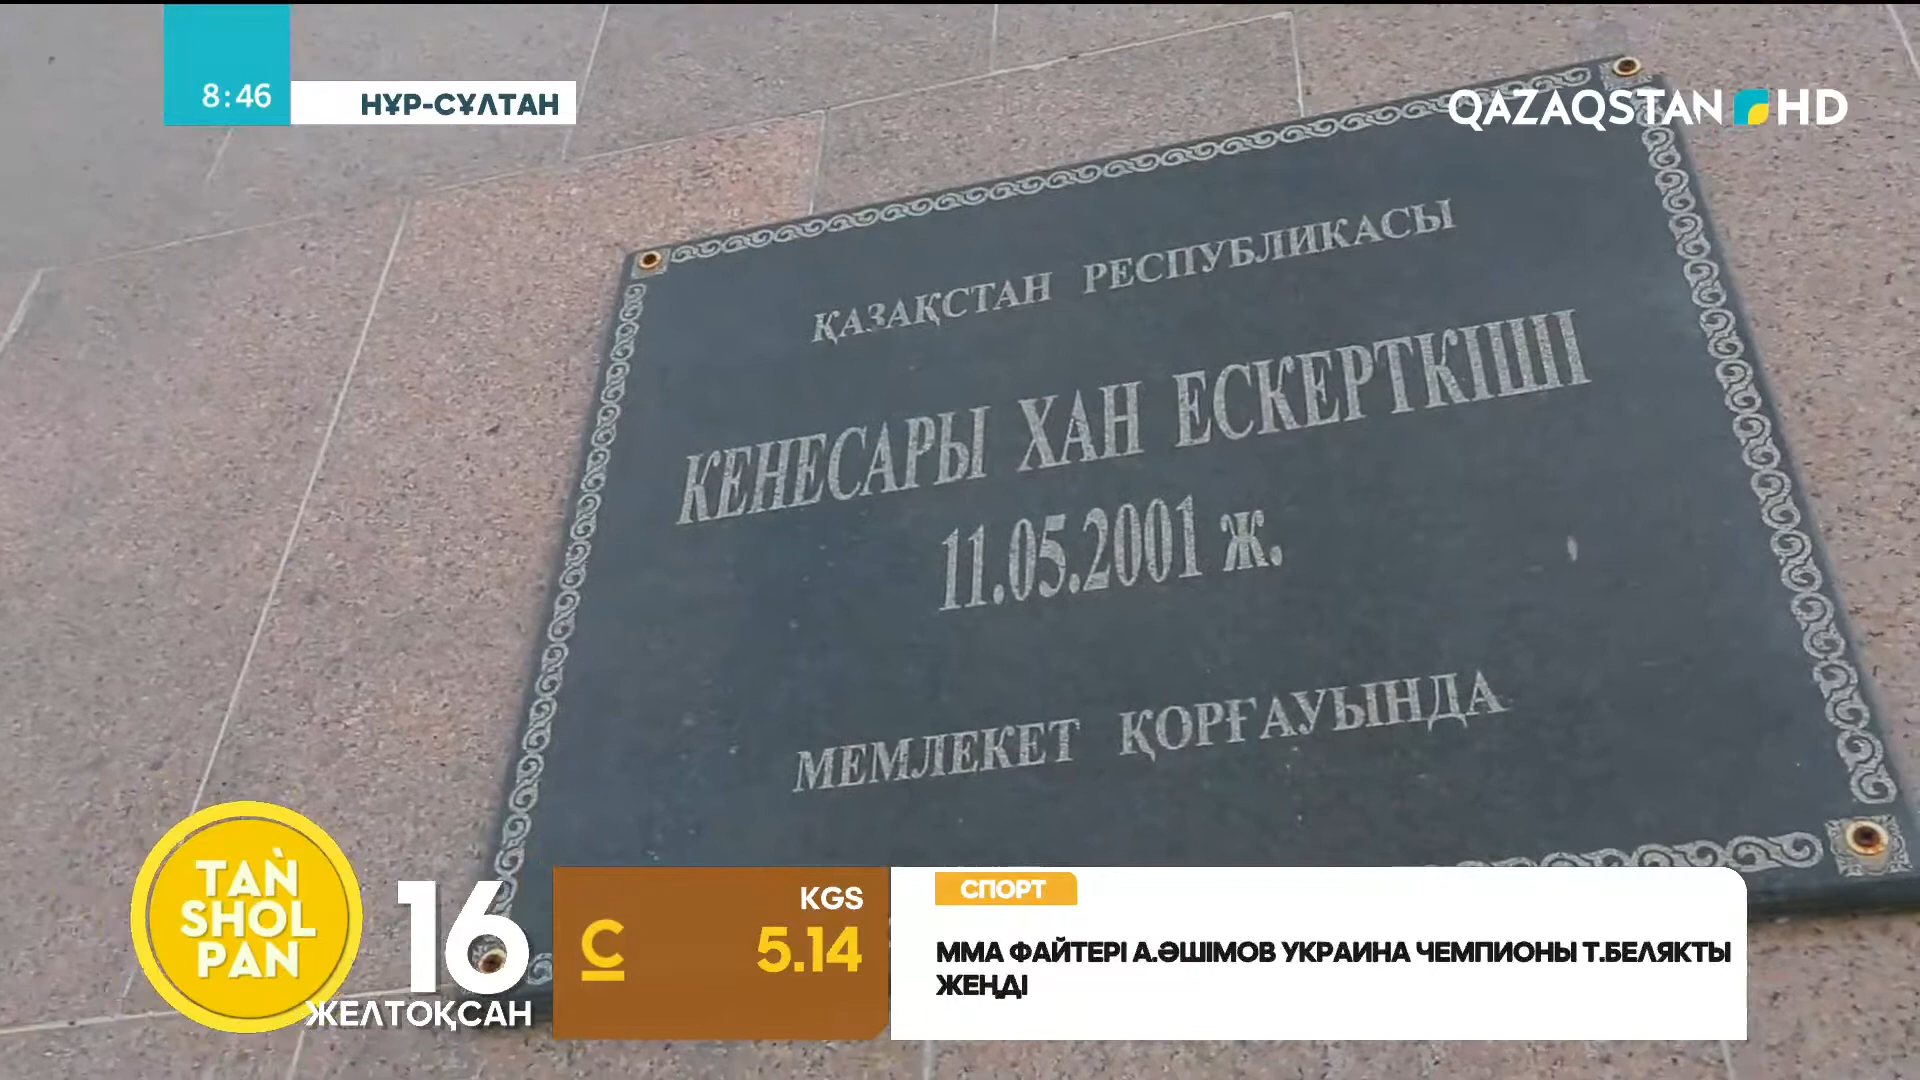 8:46
НҰР-СҰЛТАН
QAZAQSTAN HD
ҚАЗАҚСТАН РЕСПУБЛИКАСЫ
КЕНЕСАРЫ ХАН ЕСКЕРТКІШІ
11.05.2001 ж.
МЕМЛЕКЕТ ҚОРҒАУЫНДА
TAŃ
SHOL
PAN
16
ЖЕЛТОҚСАН
KGS
С 5.14
СПОРТ
ММА ФАЙТЕРІ А.ӘШІМОВ УКРАИНА ЧЕМПИОНЫ Т.БЕЛЯКТЫ
ЖЕҢДІ